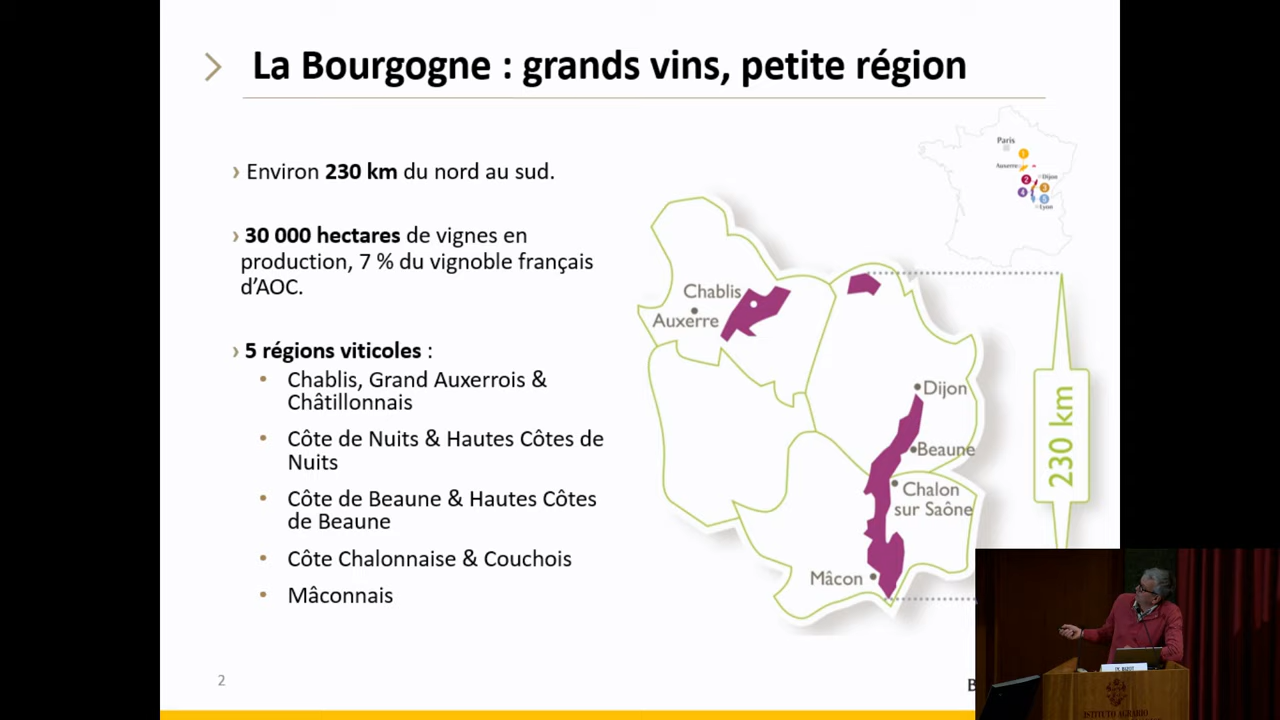 La Bourgogne : grands vins, petite région
› Environ 230 km du nord au sud.
› 30 000 hectares de vignes en
production, 7 % du vignoble français
d’AOC.
› 5 régions viticoles :
• Chablis, Grand Auxerrois &
Châtillonnais
• Côte de Nuits & Hautes Côtes de
Nuits
• Côte de Beaune & Hautes Côtes
de Beaune
• Côte Chalonnaise & Couchois
• Mâconnais
Paris
1
Auxerre
Dijon
2
3
4
5
Lyon
Chablis
Auxerre
Dijon
Beaune
Chalon
sur Saône
Mâcon
230 km
2
B
ISTITUTO AGRARIO